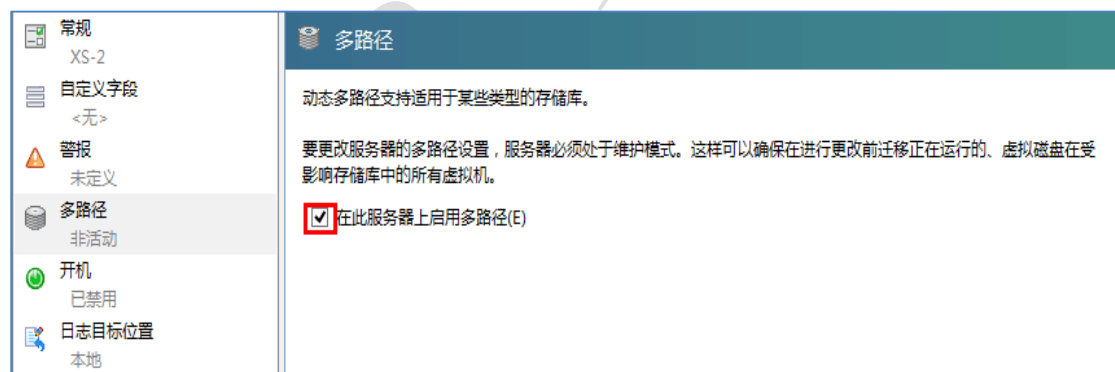 常规
XS-2
自定义字段
<无>
警报
未定义
多路径
非活动
开机
已禁用
日志目标位置
本地
多路径
动态多路径支持适用于某些类型的存储库。
要更改服务器的多路径设置，服务器必须处于维护模式。这样可以确保在进行更改前迁移正在运行的、虚拟磁盘在受
影响存储库中的所有虚拟机。
在此服务器上启用多路径(E)